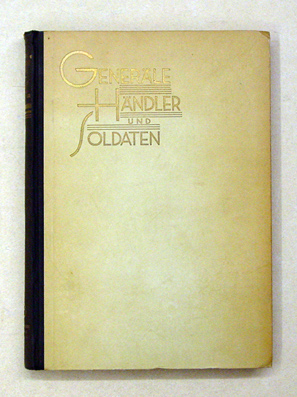 GENERÄLE
HÄNDLER
UND
SOLDATEN